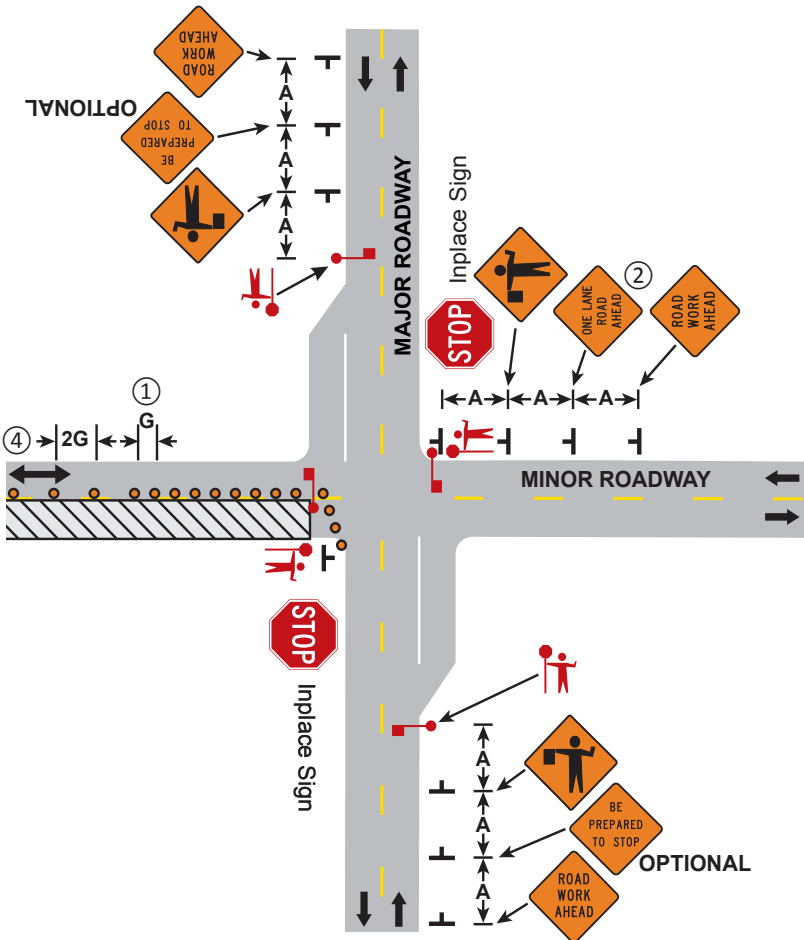 ROAD
WORK
AHEAD
OPTIONAL
BE
PREPARED
TO STOP
A
A
A
MAJOR ROADWAY
Inplace Sign
STOP
②
ONE LANE
ROAD
AHEAD
ROAD
WORK
AHEAD
A
A
A
①
G
④
2G
MINOR ROADWAY
STOP
Inplace Sign
A
A
A
BE
PREPARED
TO STOP
OPTIONAL
ROAD
WORK
AHEAD